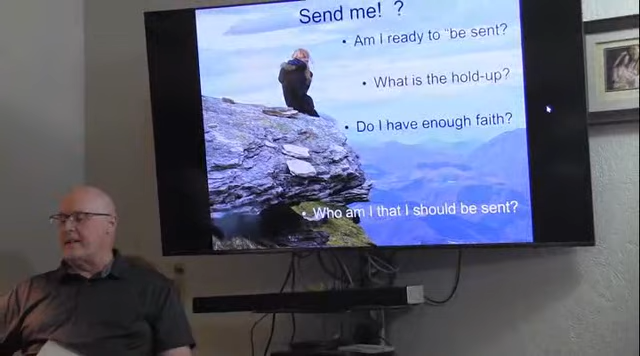 Send me! ?
• Am I ready to "be sent?
• What is the hold-up?
• Do I have enough faith?
• Who am I that I should be sent?